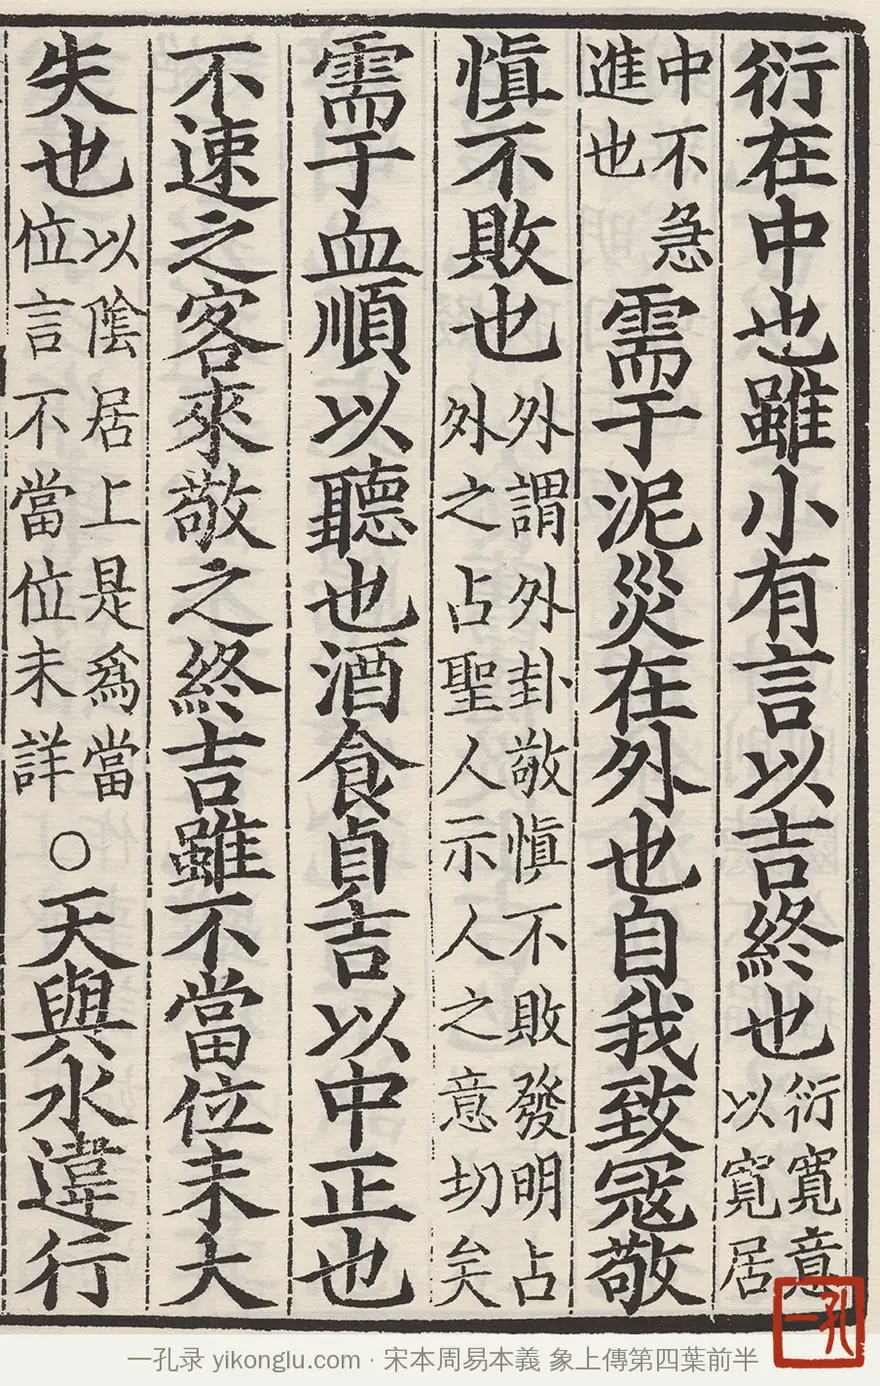 衍在中也雖小有言以吉終也衍寬意以寬居
中不急進也需于泥災在外也自我致寇敬
慎不敗也外謂外卦敬慎不敗發明占外之占聖人示人之意切矣
需于血順以聽也酒食貞吉以中正也
不速之客來敬之終吉雖不當位未大
失也以陰居上是爲當位言不當位未詳○天與水違行
一孔
一孔录 yikonglu.com · 宋本周易本義 象上傳第四葉前半